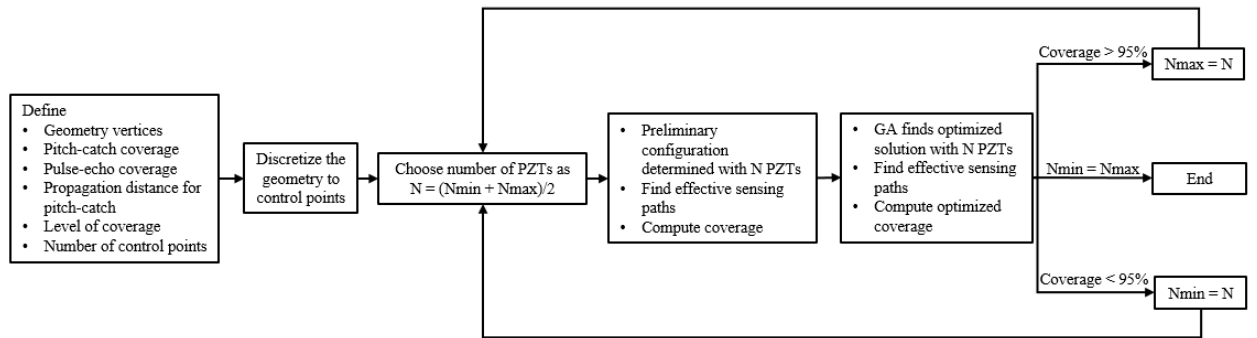 Define
• Geometry vertices
• Pitch-catch coverage
• Pulse-echo coverage
• Propagation distance for
pitch-catch
• Level of coverage
• Number of control points
Discretize the
geometry to
control points
Choose number of PZTs as
N = (Nmin + Nmax)/2
• Preliminary
configuration
determined with N PZTs
• Find effective sensing
paths
• Compute coverage
• GA finds optimized
solution with N PZTs
• Find effective sensing
paths
• Compute optimized
coverage
Coverage > 95%
Nmax = N
Nmin = Nmax
End
Coverage < 95%
Nmin = N